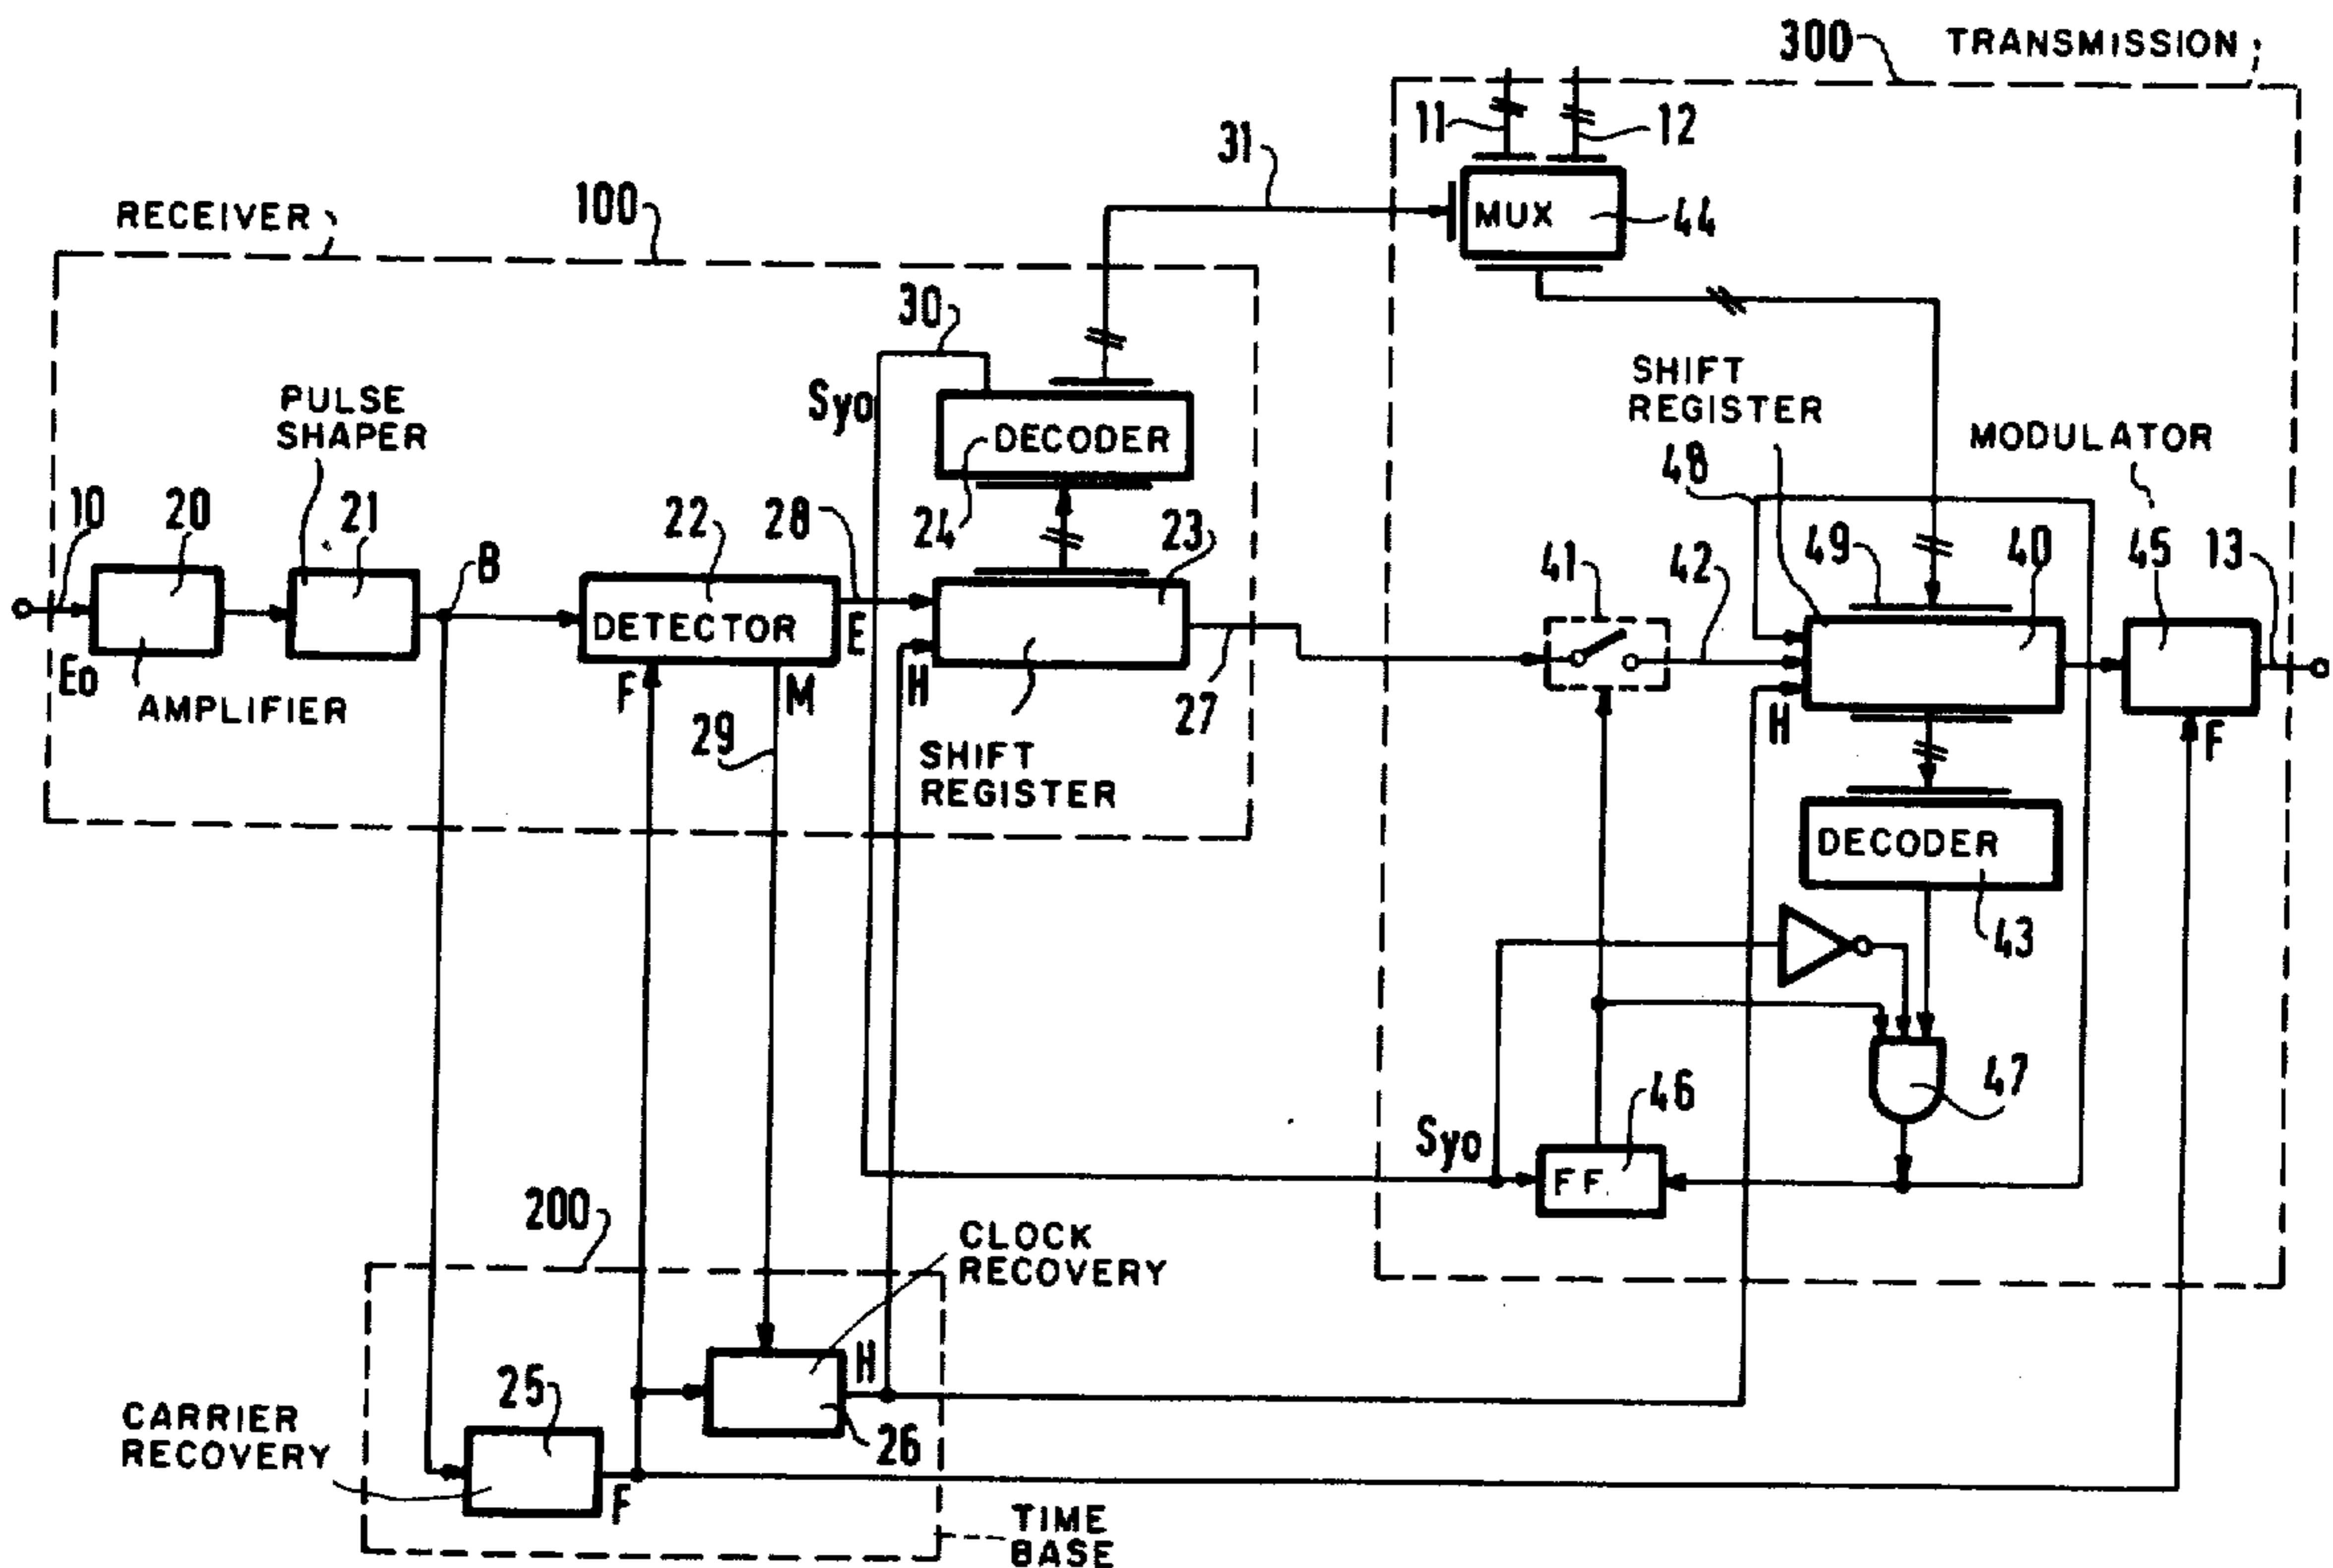 300
TRANSMISSION
11
12
31
MUX
44
RECEIVER
100
30
Syo
DECODER
24
PULSE
SHAPER
SHIFT
REGISTER
MODULATOR
48
10
20
21
8
22
28
23
41
42
49
40
45
13
DETECTOR
E
Eo
AMPLIFIER
F
M
H
27
H
F
29
SHIFT
REGISTER
DECODER
43
47
46
Syo
FF
200
CLOCK
RECOVERY
25
H
26
CARRIER
RECOVERY
F
TIME
BASE